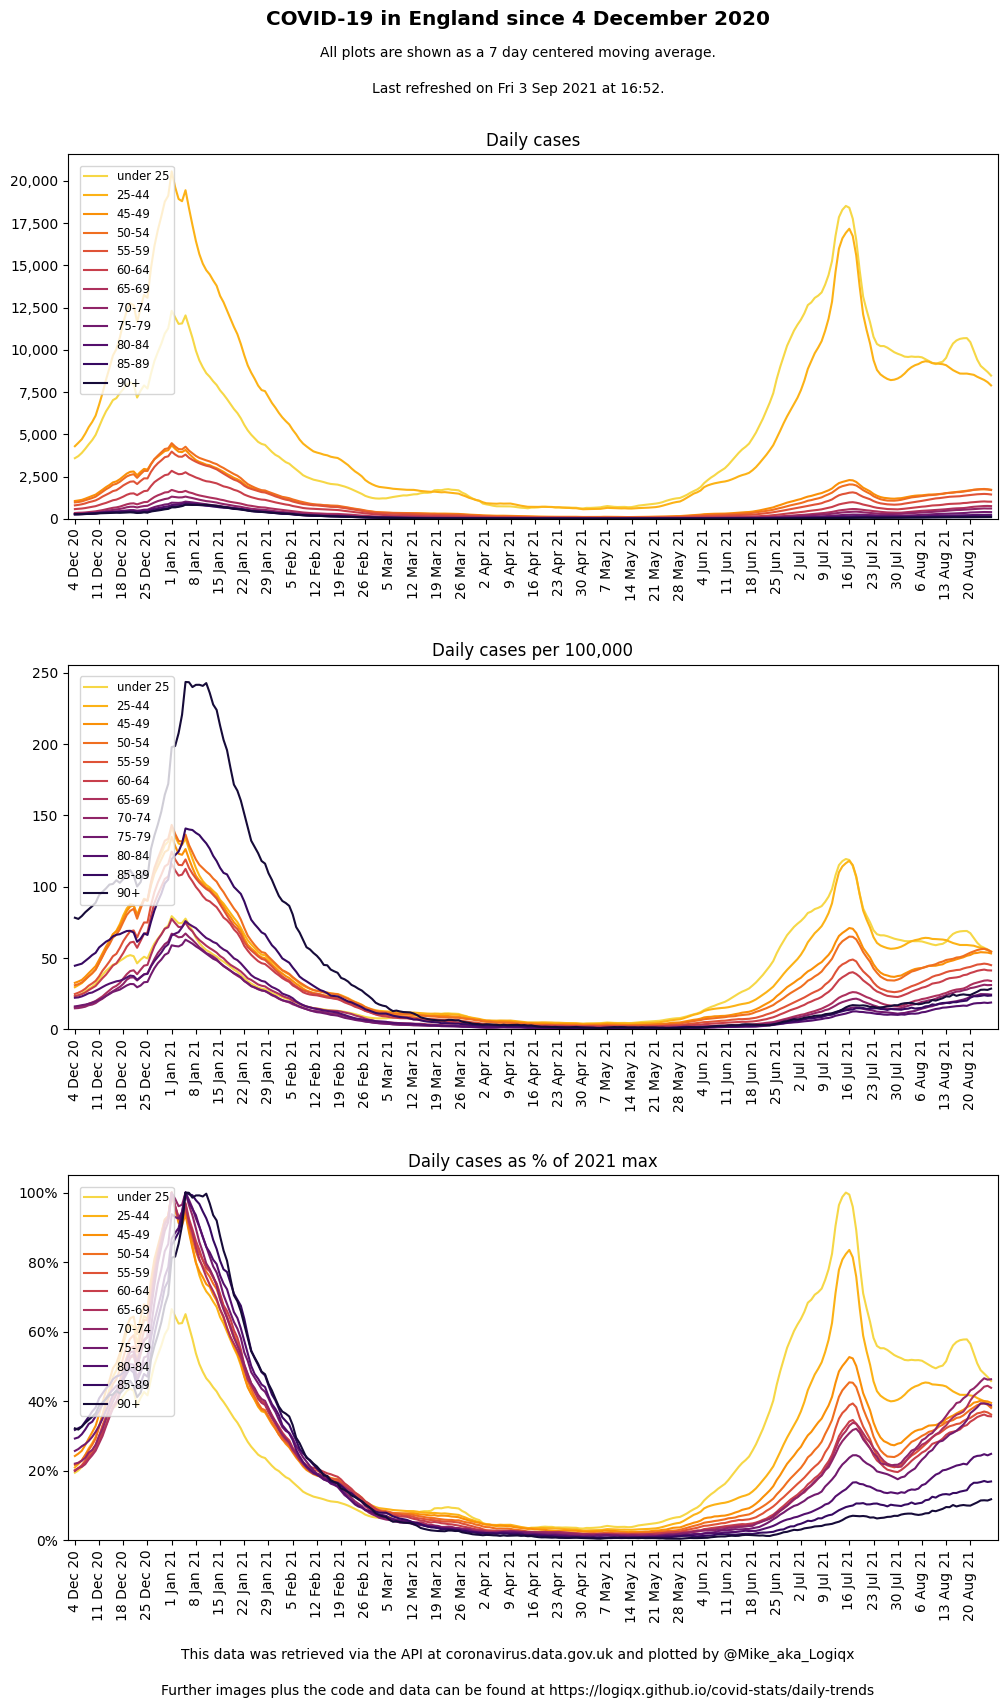 COVID-19 in England since 4 December 2020
All plots are shown as a 7 day centered moving average.
Last refreshed on Fri 3 Sep 2021 at 16:52.
Daily cases
20,000
17,500
15,000
12,500
10,000
7,500
5,000
2,500
0
under 25
25-44
45-49
50-54
55-59
60-64
65-69
70-74
75-79
80-84
85-89
90+
4 Dec 20
11 Dec 20
18 Dec 20
25 Dec 20
1 Jan 21
8 Jan 21
15 Jan 21
22 Jan 21
29 Jan 21
5 Feb 21
12 Feb 21
19 Feb 21
26 Feb 21
5 Mar 21
12 Mar 21
19 Mar 21
26 Mar 21
2 Apr 21
9 Apr 21
16 Apr 21
23 Apr 21
30 Apr 21
7 May 21
14 May 21
21 May 21
28 May 21
4 Jun 21
11 Jun 21
18 Jun 21
25 Jun 21
2 Jul 21
9 Jul 21
16 Jul 21
23 Jul 21
30 Jul 21
6 Aug 21
13 Aug 21
20 Aug 21
Daily cases per 100,000
250
200
150
100
50
0
under 25
25-44
45-49
50-54
55-59
60-64
65-69
70-74
75-79
80-84
85-89
90+
4 Dec 20
11 Dec 20
18 Dec 20
25 Dec 20
1 Jan 21
8 Jan 21
15 Jan 21
22 Jan 21
29 Jan 21
5 Feb 21
12 Feb 21
19 Feb 21
26 Feb 21
5 Mar 21
12 Mar 21
19 Mar 21
26 Mar 21
2 Apr 21
9 Apr 21
16 Apr 21
23 Apr 21
30 Apr 21
7 May 21
14 May 21
21 May 21
28 May 21
4 Jun 21
11 Jun 21
18 Jun 21
25 Jun 21
2 Jul 21
9 Jul 21
16 Jul 21
23 Jul 21
30 Jul 21
6 Aug 21
13 Aug 21
20 Aug 21
Daily cases as % of 2021 max
100%
80%
60%
40%
20%
0%
under 25
25-44
45-49
50-54
55-59
60-64
65-69
70-74
75-79
80-84
85-89
90+
4 Dec 20
11 Dec 20
18 Dec 20
25 Dec 20
1 Jan 21
8 Jan 21
15 Jan 21
22 Jan 21
29 Jan 21
5 Feb 21
12 Feb 21
19 Feb 21
26 Feb 21
5 Mar 21
12 Mar 21
19 Mar 21
26 Mar 21
2 Apr 21
9 Apr 21
16 Apr 21
23 Apr 21
30 Apr 21
7 May 21
14 May 21
21 May 21
28 May 21
4 Jun 21
11 Jun 21
18 Jun 21
25 Jun 21
2 Jul 21
9 Jul 21
16 Jul 21
23 Jul 21
30 Jul 21
6 Aug 21
13 Aug 21
20 Aug 21
This data was retrieved via the API at coronavirus.data.gov.uk and plotted by @Mike_aka_Logiqx
Further images plus the code and data can be found at https://logiqx.github.io/covid-stats/daily-trends